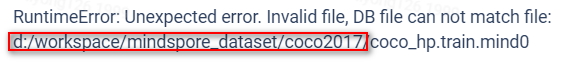 RuntimeError: Unexpected error. Invalid file, DB file can not match file:
d:/workspace/mindspore_dataset/coco2017/coco_hp.train.mind0